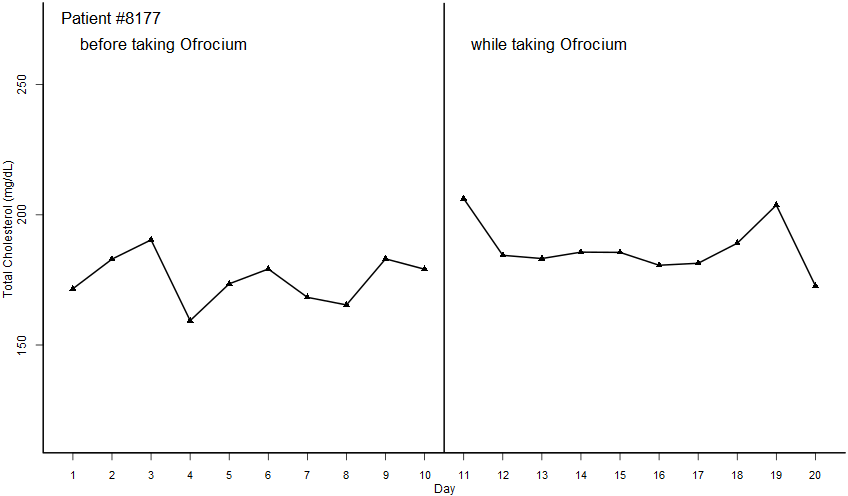 Patient #8177
before taking Ofrocium
while taking Ofrocium
Total Cholesterol (mg/dL)
250
200
150
1 2 3 4 5 6 7 8 9 10 11 12 13 14 15 16 17 18 19 20
Day